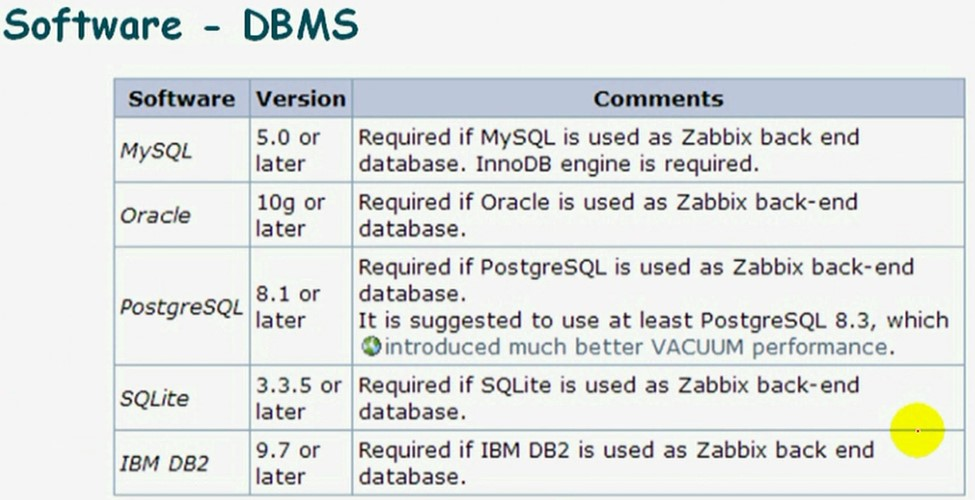 Software - DBMS
Software Version Comments
MySQL
5.0 or
later
Required if MySQL is used as Zabbix back end
database. InnoDB engine is required.
Oracle
10g or
later
Required if Oracle is used as Zabbix back-end
database.
PostgreSQL
8.1 or
later
Required if PostgreSQL is used as Zabbix back-end
database.
It is suggested to use at least PostgreSQL 8.3, which
introduced much better VACUUM performance.
SQLite
3.3.5 or
later
Required if SQLite is used as Zabbix back-end
database.
IBM DB2
9.7 or
later
Required if IBM DB2 is used as Zabbix back end
database.